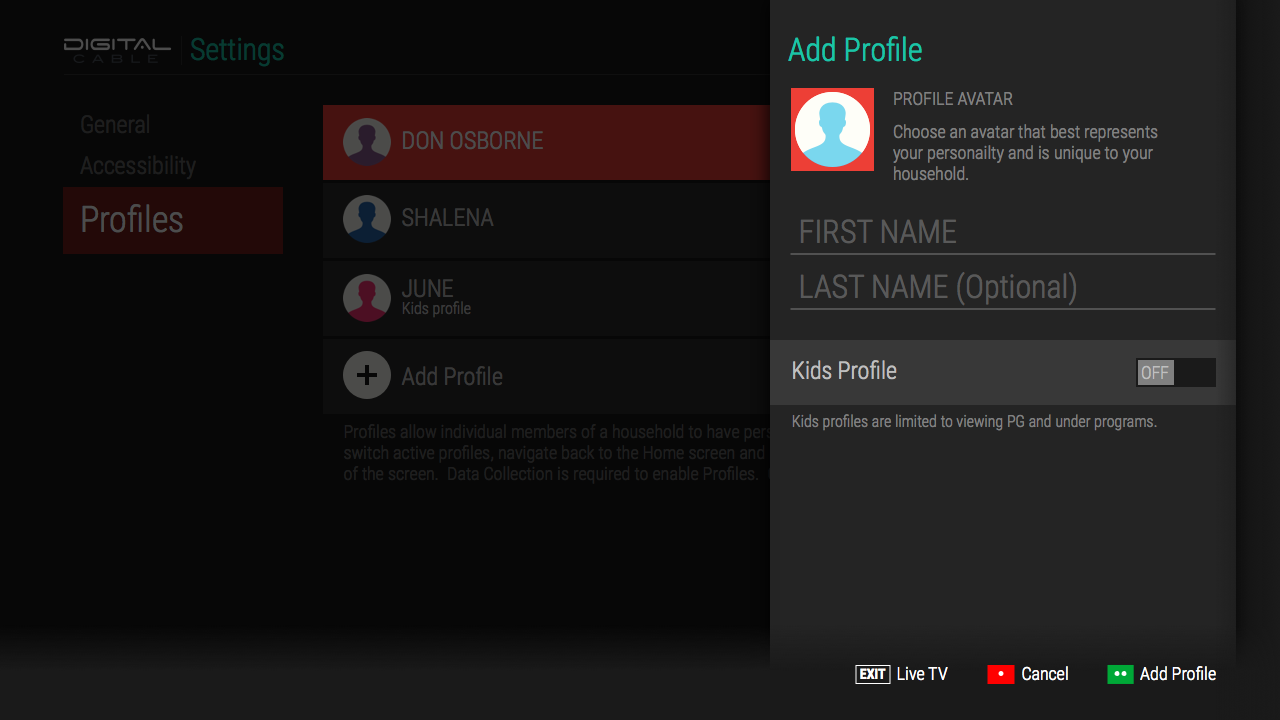 DIGITAL
CABLE
Settings
General
Accessibility
Profiles
DON OSBORNE
SHALENA
JUNE
Kids profile
Add Profile
Profiles allow individual members of a household to have pers
switch active profiles, navigate back to the Home screen and
of the screen.  Data Collection is required to enable Profiles.
Add Profile
PROFILE AVATAR
Choose an avatar that best represents
your personailty and is unique to your
household.
FIRST NAME
LAST NAME (Optional)
Kids Profile
OFF
Kids profiles are limited to viewing PG and under programs.
EXIT Live TV
Cancel
Add Profile